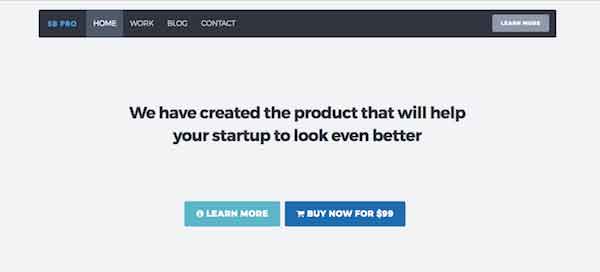 SB PRO HOME WORK BLOG CONTACT LEARN MORE
We have created the product that will help
your startup to look even better
LEARN MORE BUY NOW FOR $99